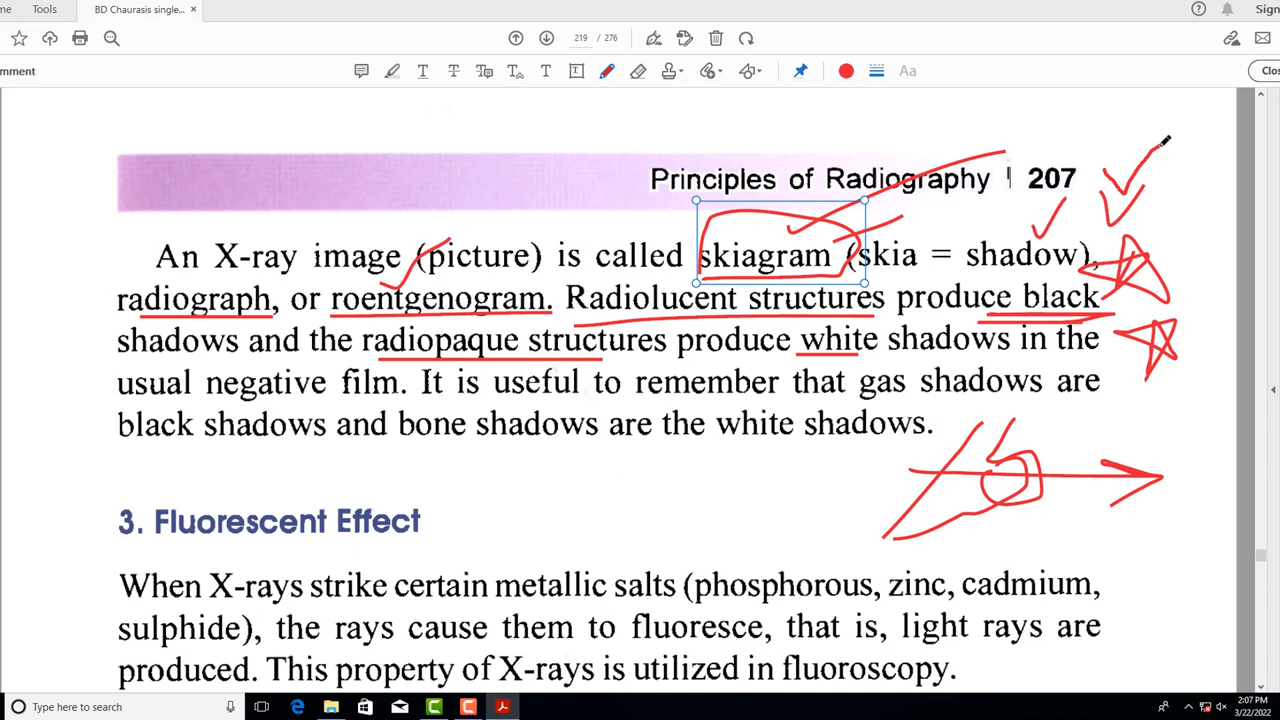 me
Tools
BD Chaurasis single...
×
Sign
219 / 276
omment
Aa
Clos
Principles of Radiography 207
An X-ray image (picture) is called skiagram (skia = shadow),
radiograph, or roentgenogram. Radiolucent structures produce black
shadows and the radiopaque structures produce white shadows in the
usual negative film. It is useful to remember that gas shadows are
black shadows and bone shadows are the white shadows.
3. Fluorescent Effect
When X-rays strike certain metallic salts (phosphorous, zinc, cadmium,
sulphide), the rays cause them to fluoresce, that is, light rays are
produced. This property of X-rays is utilized in fluoroscopy.
Type here to search
2:07 PM
3/22/2022